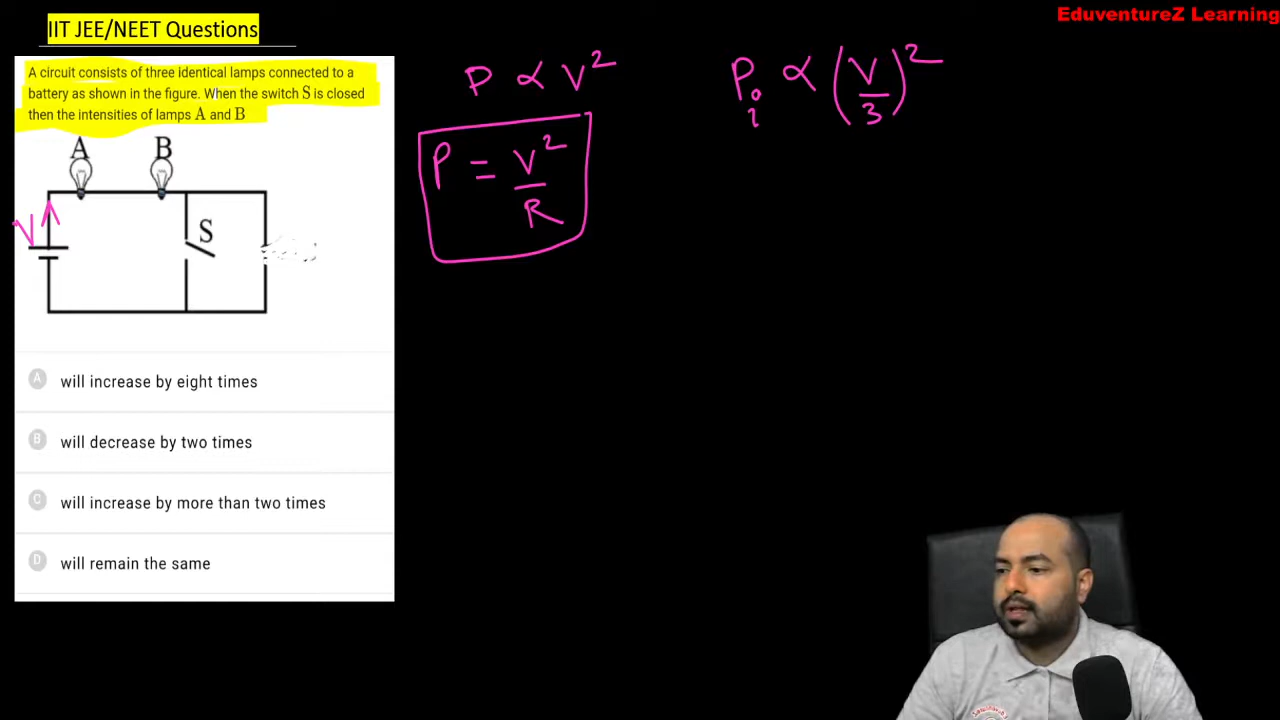 EduventureZ Learning
IIT JEE/NEET Questions
A circuit consists of three identical lamps connected to a
battery as shown in the figure. When the switch S is closed
then the intensities of lamps A and B
A B
S
V
A will increase by eight times
B will decrease by two times
C will increase by more than two times
D will remain the same
P ∝ V²
P = V²/R
Pi ∝ (V/3)²